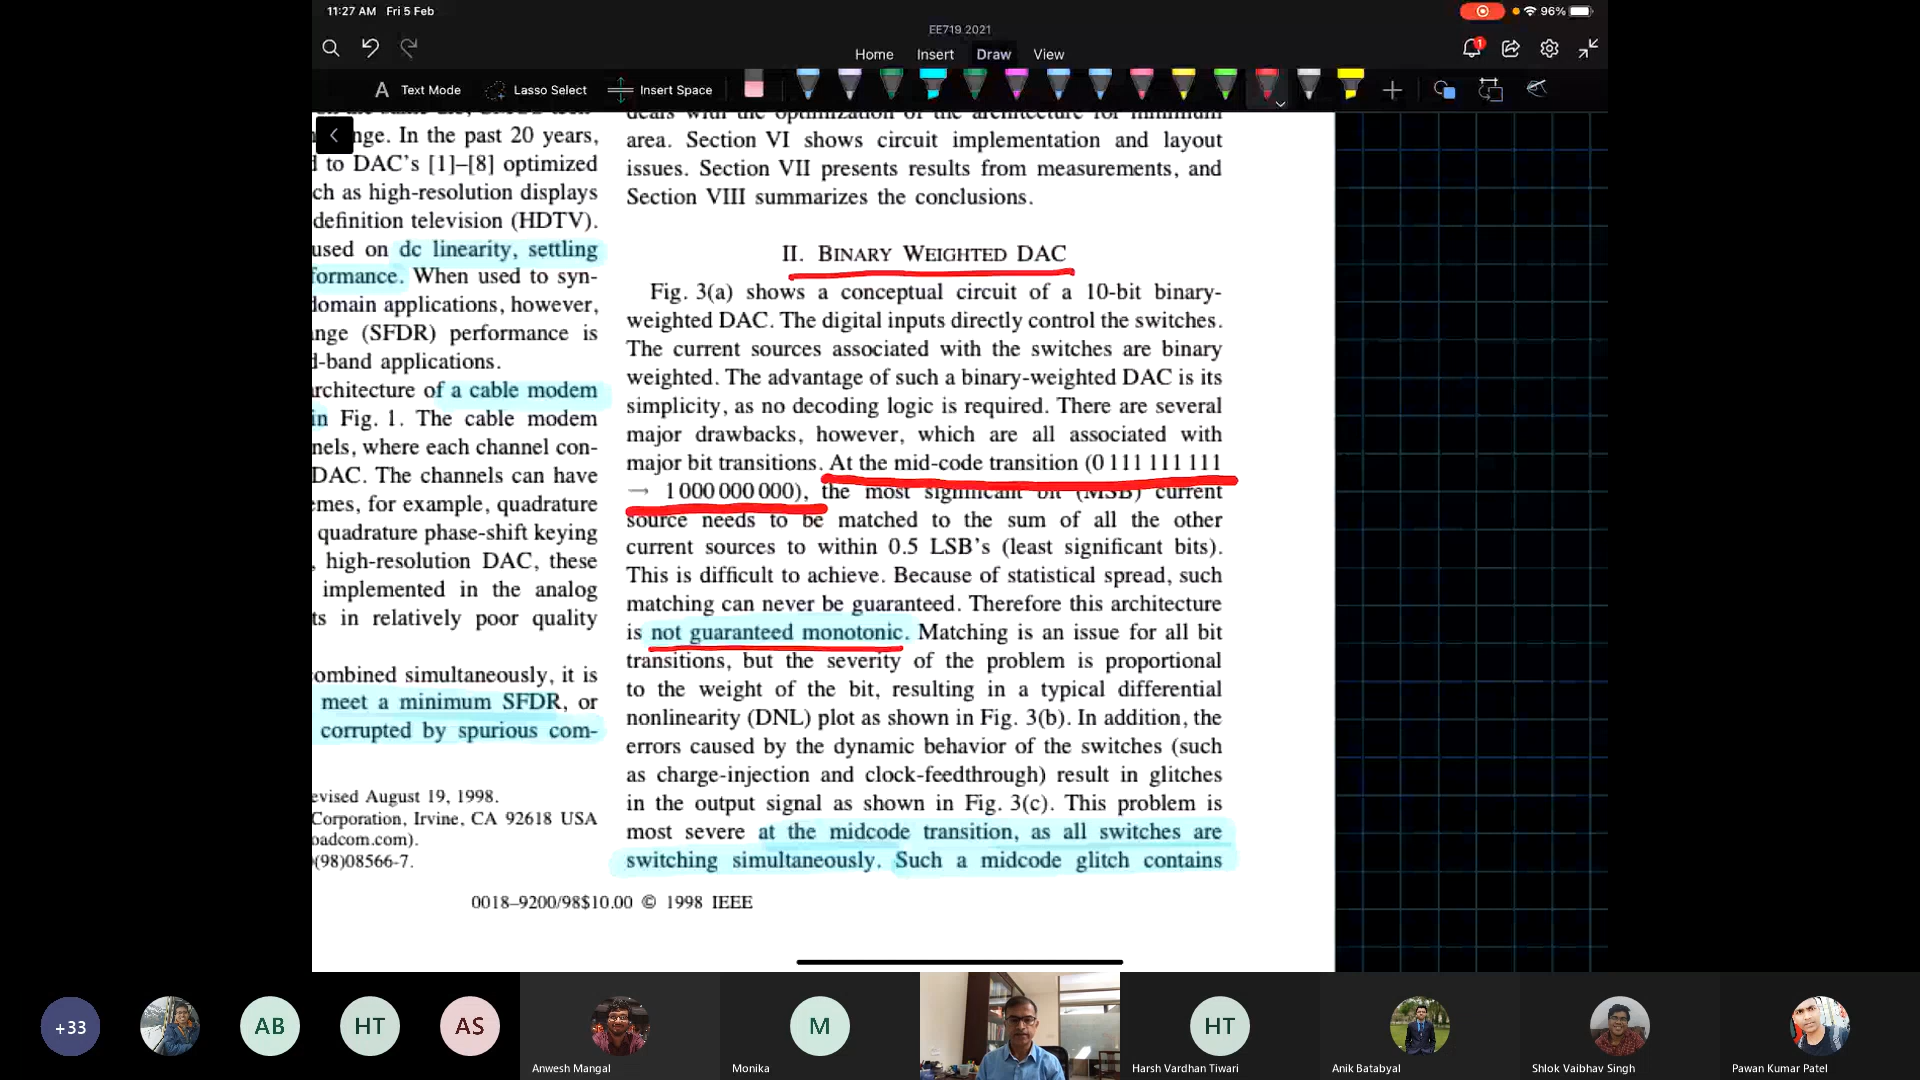 11:27 AM Fri 5 Feb
96%
EE719 2021
Home Insert Draw View
1
Text Mode Lasso Select Insert Space
nge. In the past 20 years,
d to DAC's [1]–[8] optimized
ch as high-resolution displays
definition television (HDTV).
used on dc linearity, settling
formance. When used to syn-
domain applications, however,
nge (SFDR) performance is
d-band applications.
rchitecture of a cable modem
in Fig. 1. The cable modem
nels, where each channel con-
DAC. The channels can have
emes, for example, quadrature
quadrature phase-shift keying
, high-resolution DAC, these
implemented in the analog
ts in relatively poor quality
ombined simultaneously, it is
meet a minimum SFDR, or
corrupted by spurious com-
evised August 19, 1998.
Corporation, Irvine, CA 92618 USA
oadcom.com).
(98)08566-7.
deals with the optimization of the architecture for minimum
area. Section VI shows circuit implementation and layout
issues. Section VII presents results from measurements, and
Section VIII summarizes the conclusions.
II. BINARY WEIGHTED DAC
Fig. 3(a) shows a conceptual circuit of a 10-bit binary-
weighted DAC. The digital inputs directly control the switches.
The current sources associated with the switches are binary
weighted. The advantage of such a binary-weighted DAC is its
simplicity, as no decoding logic is required. There are several
major drawbacks, however, which are all associated with
major bit transitions. At the mid-code transition (0 111 111 111
→ 1 000 000 000), the most significant bit (MSB) current
source needs to be matched to the sum of all the other
current sources to within 0.5 LSB's (least significant bits).
This is difficult to achieve. Because of statistical spread, such
matching can never be guaranteed. Therefore this architecture
is not guaranteed monotonic. Matching is an issue for all bit
transitions, but the severity of the problem is proportional
to the weight of the bit, resulting in a typical differential
nonlinearity (DNL) plot as shown in Fig. 3(b). In addition, the
errors caused by the dynamic behavior of the switches (such
as charge-injection and clock-feedthrough) result in glitches
in the output signal as shown in Fig. 3(c). This problem is
most severe at the midcode transition, as all switches are
switching simultaneously. Such a midcode glitch contains
0018–9200/98$10.00 © 1998 IEEE
+33 AB HT AS M HT
Anwesh Mangal Monika Harsh Vardhan Tiwari Anik Batabyal Shlok Vaibhav Singh Pawan Kumar Patel